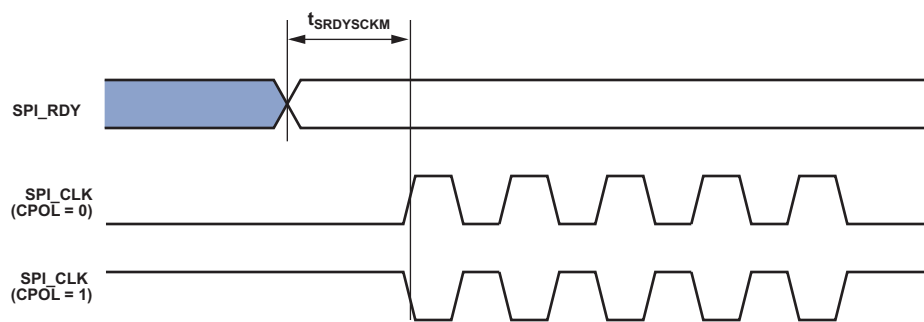 tSRDYSCKM
SPI_RDY
SPI_CLK
(CPOL = 0)
SPI_CLK
(CPOL = 1)